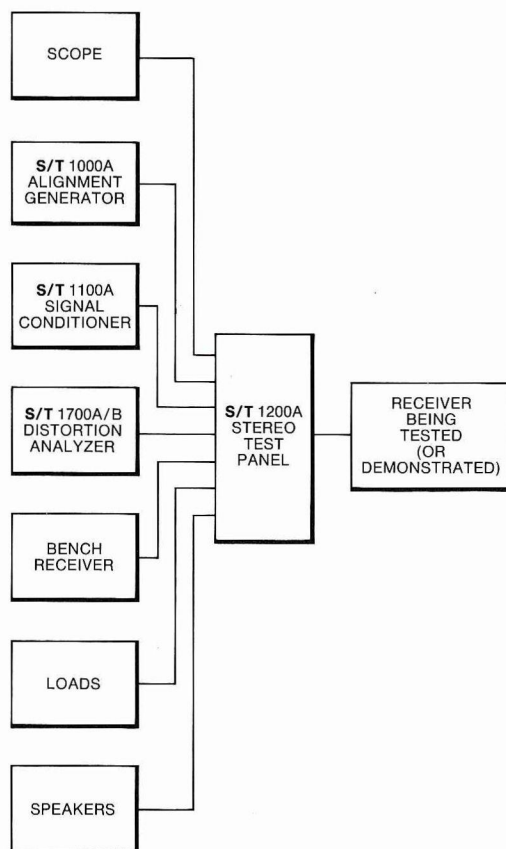 SCOPE
S/T 1000A
ALIGNMENT
GENERATOR
S/T 1100A
SIGNAL
CONDITIONER
S/T 1700A/B
DISTORTION
ANALYZER
BENCH
RECEIVER
LOADS
SPEAKERS
S/T 1200A
STEREO
TEST
PANEL
RECEIVER
BEING
TESTED
(OR
DEMONSTRATED)